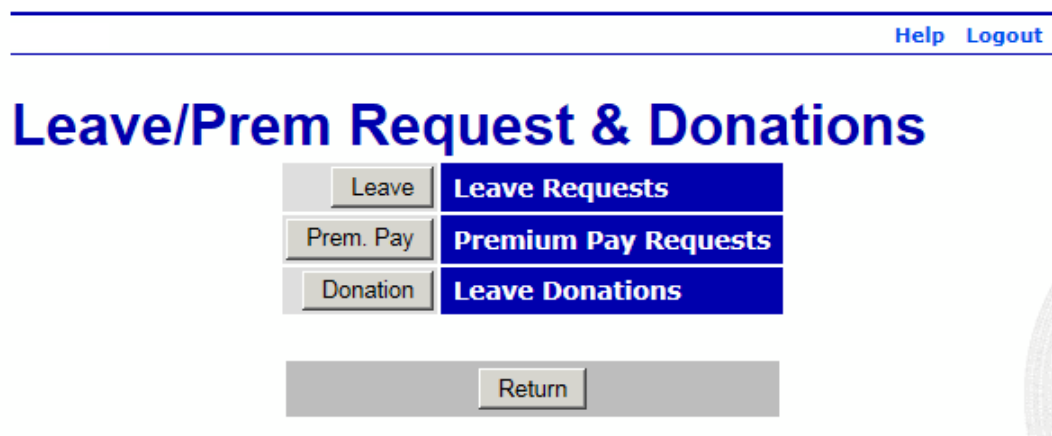 Help Logout
Leave/Prem Request & Donations
Leave Leave Requests
Prem. Pay Premium Pay Requests
Donation Leave Donations
Return